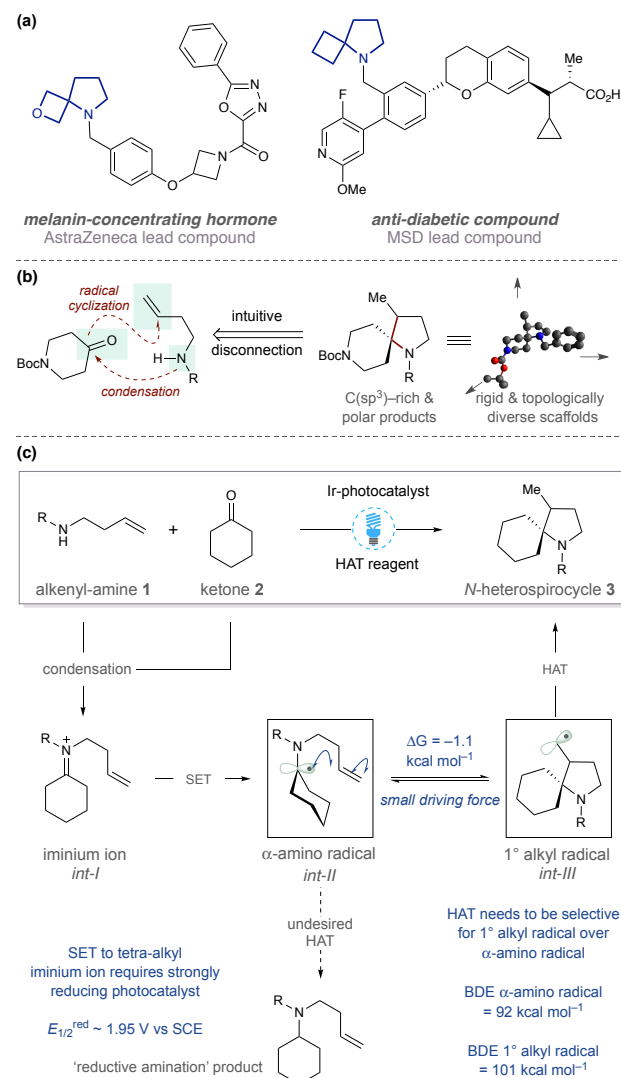 (a)
O
N
O
N
O
N
N
N
O
melanin-concentrating hormone
AstraZeneca lead compound
N
F
N
OMe
O
Me
CO2H
anti-diabetic compound
MSD lead compound
(b)
radical
cyclization
BocN
O
H
N
R
condensation
intuitive
disconnection
Me
BocN
N
R
C(sp3)–rich &
polar products
rigid & topologically
diverse scaffolds
(c)
R
N
H
alkenyl-amine 1
+
O
ketone 2
Ir-photocatalyst
HAT reagent
Me
N
R
N-heterospirocycle 3
condensation
HAT
R
N
+
iminium ion
int-I
SET
R
N
α-amino radical
int-II
ΔG = –1.1
kcal mol–1
small driving force
N
R
1° alkyl radical
int-III
undesired
HAT
SET to tetra-alkyl
iminium ion requires strongly
reducing photocatalyst
E1/2red ~ 1.95 V vs SCE
R
N
'reductive amination' product
HAT needs to be selective
for 1° alkyl radical over
α-amino radical
BDE α-amino radical
= 92 kcal mol–1
BDE 1° alkyl radical
= 101 kcal mol–1